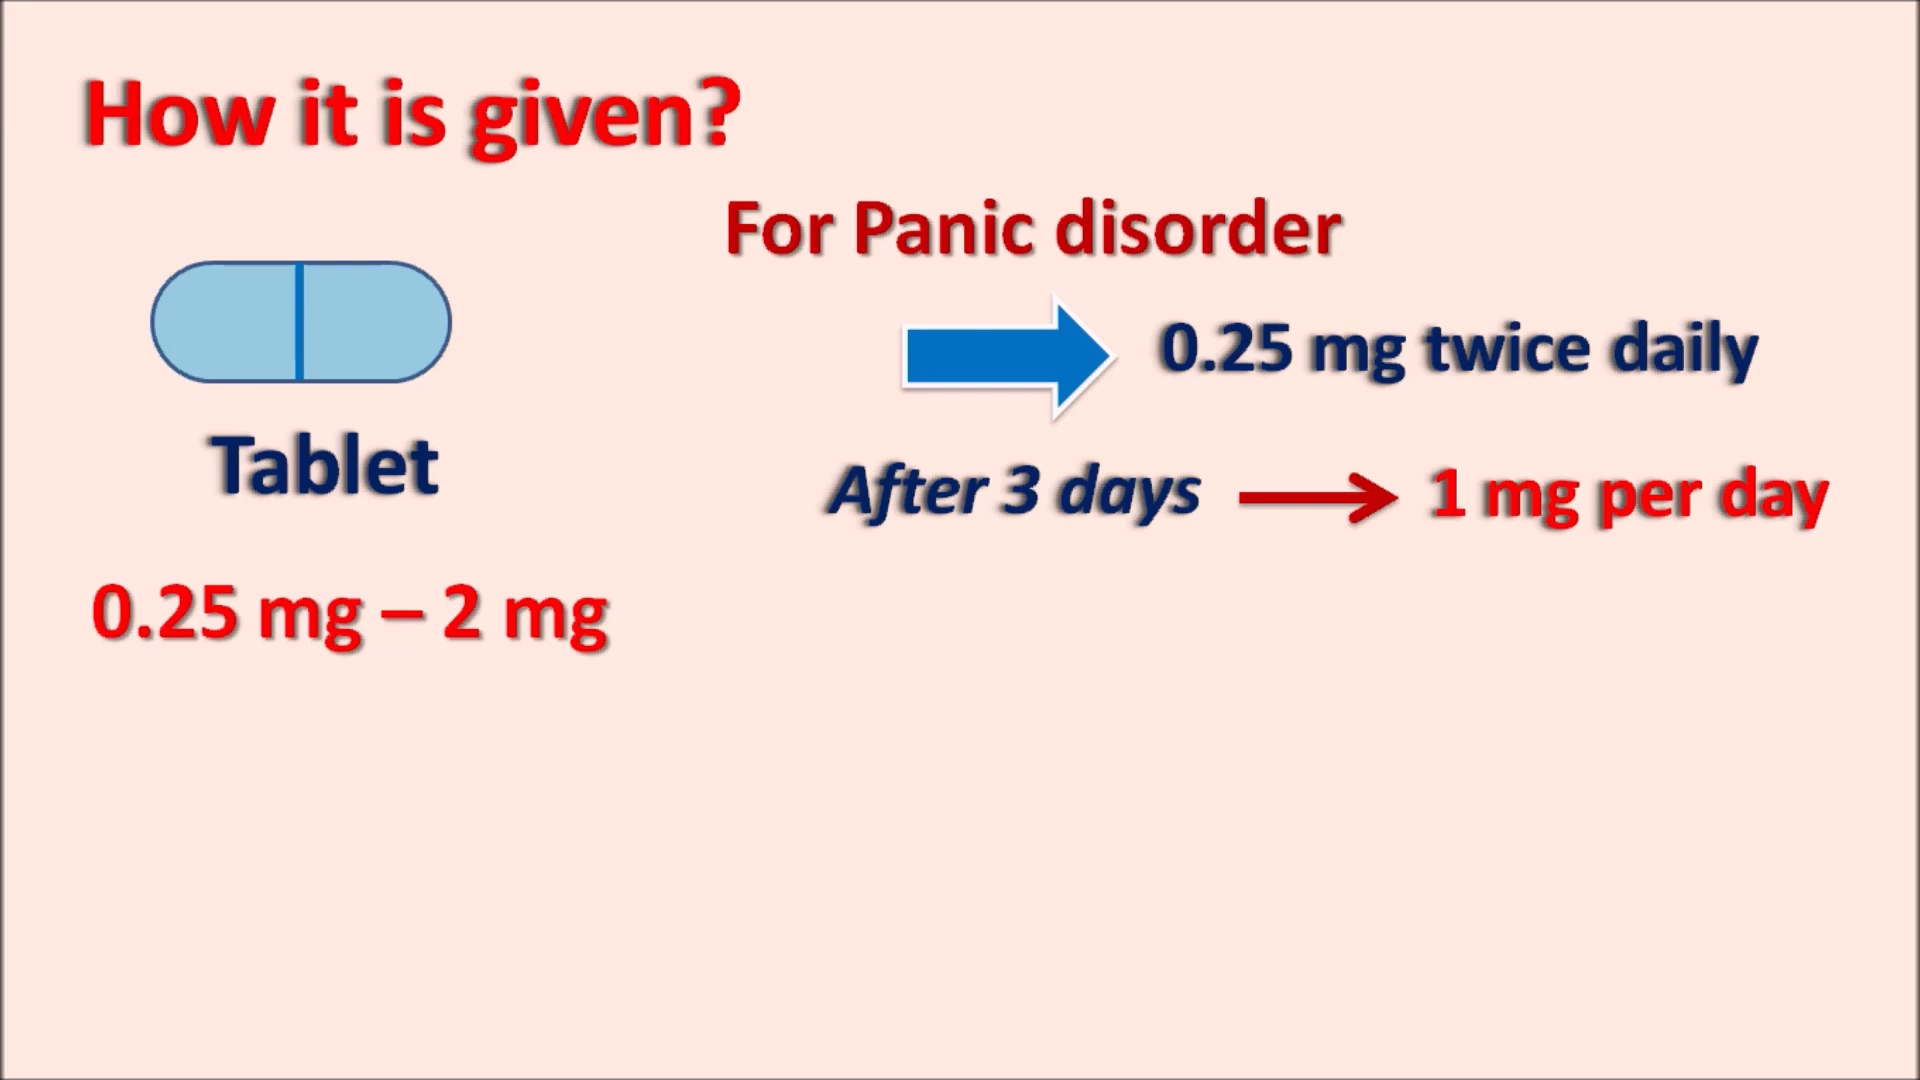 How it is given?
For Panic disorder
0.25 mg twice daily
Tablet
After 3 days
1 mg per day
0.25 mg – 2 mg